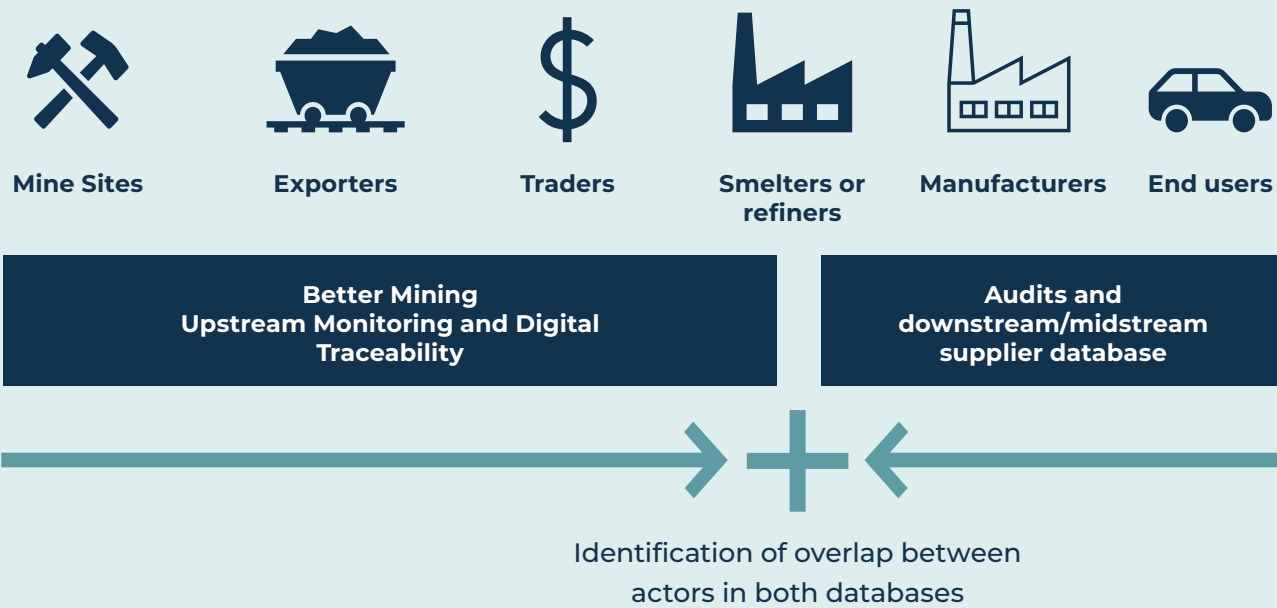 Mine Sites
Exporters
Traders
Smelters or
refiners
Manufacturers
End users
Better Mining
Upstream Monitoring and Digital
Traceability
Audits and
downstream/midstream
supplier database
Identification of overlap between
actors in both databases